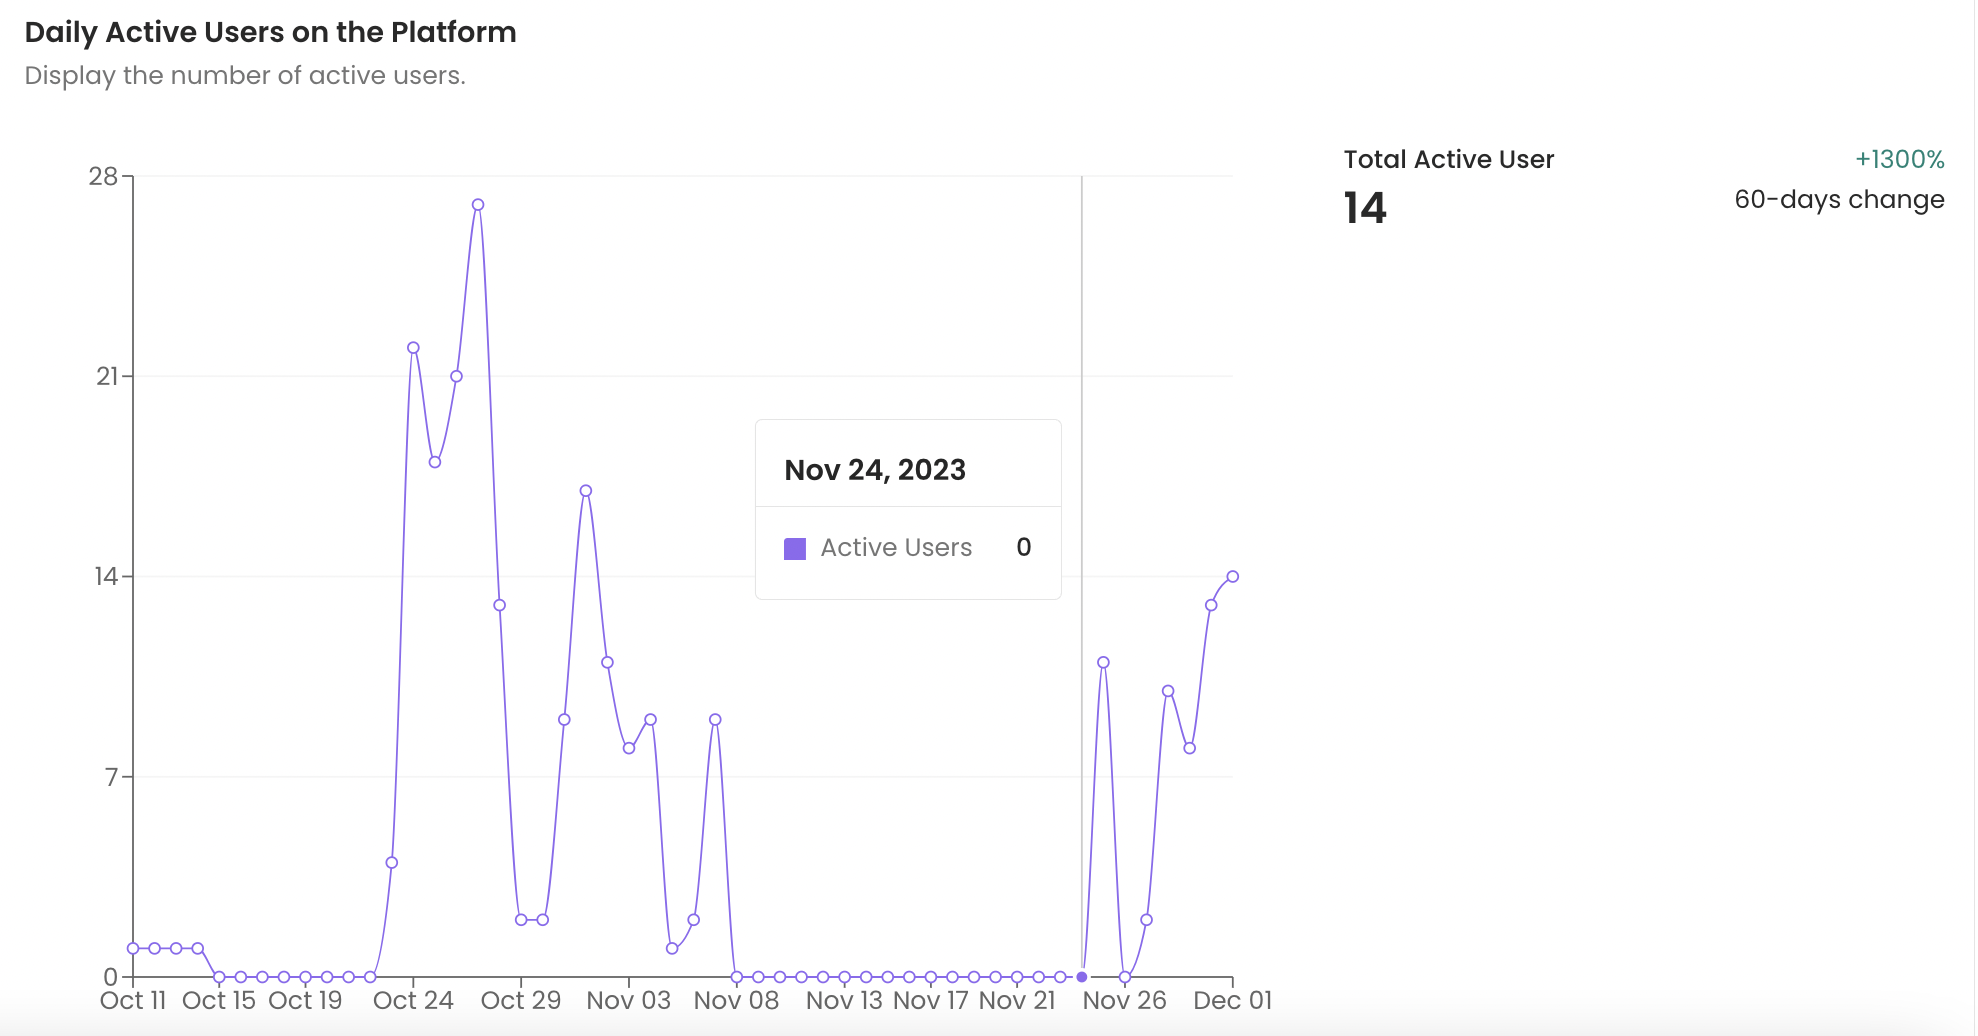 Daily Active Users on the Platform
Display the number of active users.
Total Active User
+1300%
14
60-days change
28
21
14
7
0
Nov 24, 2023
Active Users 0
Oct 11 Oct 15 Oct 19 Oct 24 Oct 29 Nov 03 Nov 08 Nov 13 Nov 17 Nov 21 Nov 26 Dec 01